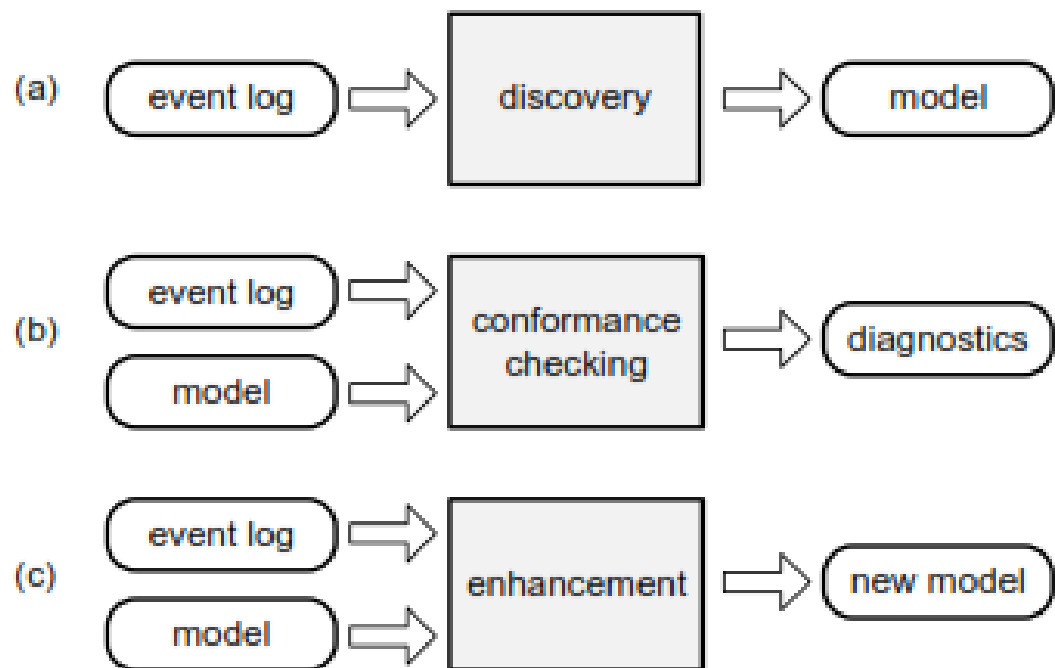 (a)
event log
discovery
model
(b)
event log
model
conformance
checking
diagnostics
(c)
event log
model
enhancement
new model